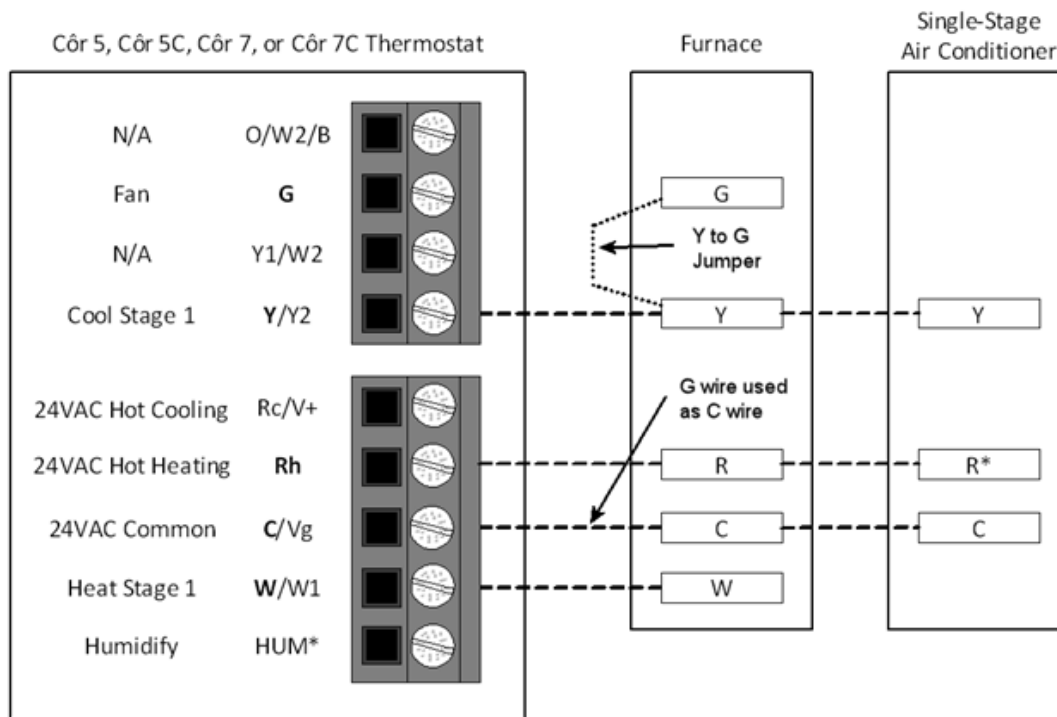 Côr 5, Côr 5C, Côr 7, or Côr 7C Thermostat
Furnace
Single-Stage
Air Conditioner
N/A O/W2/B
Fan G
G
N/A Y1/W2
Y to G
Jumper
Cool Stage 1 Y/Y2
Y
Y
24VAC Hot Cooling Rc/V+
G wire used
as C wire
24VAC Hot Heating Rh
R
R*
24VAC Common C/Vg
C
C
Heat Stage 1 W/W1
W
Humidify HUM*